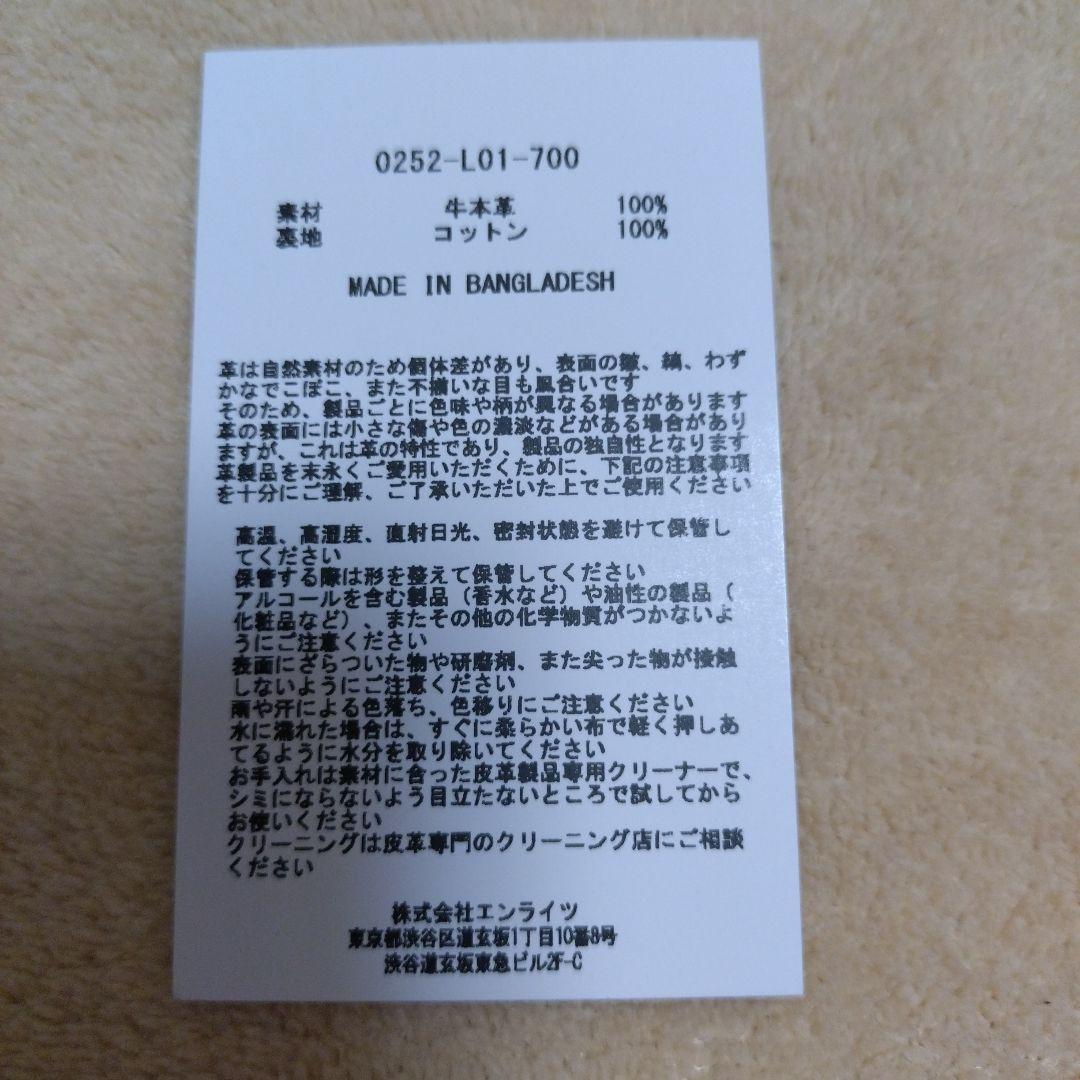 0252-L01-700
素材 牛本革 100%
裏地 コットン 100%
MADE IN BANGLADESH
革は自然素材のため個体差があり、表面の皺、縞、わず
かなでこぼこ、また不揃いな目も風合いです
そのため、製品ごとに色味や柄が異なる場合があります
革の表面には小さな傷や色の濃淡などがある場合があり
ますが、これは革の特性であり、製品の独自性となります
革製品を末永くご愛用いただくために、下記の注意事項
を十分にご理解、ご了承いただいた上でご使用ください
高温、高湿度、直射日光、密封状態を避けて保管し
てください
保管する際は形を整えて保管してください
アルコールを含む製品（香水など）や油性の製品（
化粧品など）、またその他の化学物質がつかないよ
うにご注意ください
表面にざらついた物や研磨剤、また尖った物が接触
しないようにご注意ください
雨や汗による色落ち、色移りにご注意ください
水に濡れた場合は、すぐに柔らかい布で軽く押しあ
てるように水分を取り除いてください
お手入れは素材に合った皮革製品専用クリーナーで、
シミにならないよう目立たないところで試してから
お使いください
クリーニングは皮革専門のクリーニング店にご相談
ください
株式会社エンライツ
東京都渋谷区道玄坂1丁目10番8号
渋谷道玄坂東急ビル2F-C